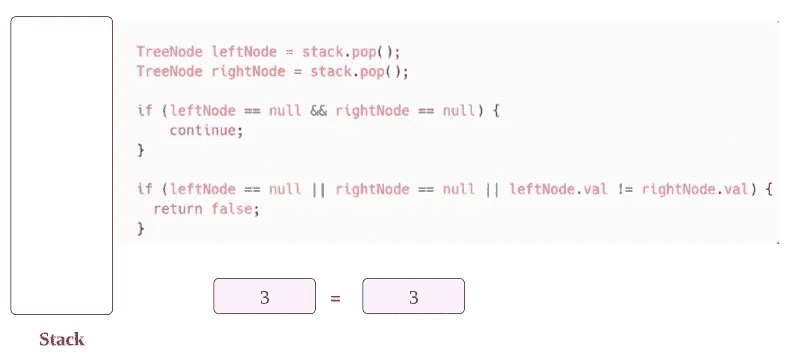 TreeNode leftNode = stack.pop();
TreeNode rightNode = stack.pop();
if (leftNode == null && rightNode == null) {
continue;
}
if (leftNode == null || rightNode == null || leftNode.val != rightNode.val) {
return false;
}
3 = 3
Stack